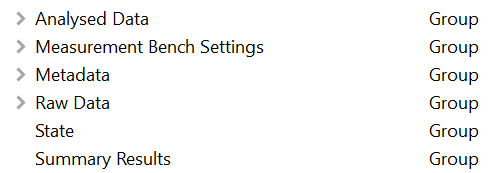 Analysed Data Group
Measurement Bench Settings Group
Metadata Group
Raw Data Group
State Group
Summary Results Group